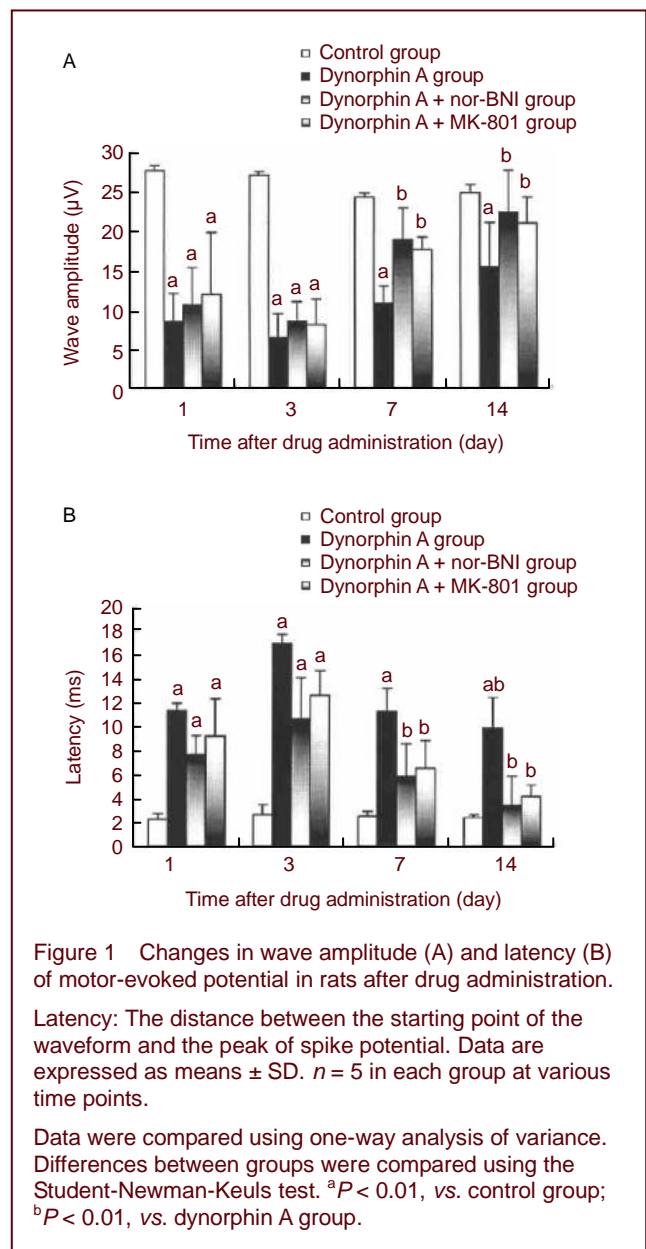 A
Control group
Dynorphin A group
Dynorphin A + nor-BNI group
Dynorphin A + MK-801 group
30
25
20
15
10
5
0
Wave amplitude (µV)
a
a
a
a
a
a
a
b
b
a
b
b
1 3 7 14
Time after drug administration (day)
B
Control group
Dynorphin A group
Dynorphin A + nor-BNI group
Dynorphin A + MK-801 group
20
18
16
14
12
10
8
6
4
2
0
Latency (ms)
a
a
a
a
a
a
a
b
b
ab
b
b
1 3 7 14
Time after drug administration (day)
Figure 1 Changes in wave amplitude (A) and latency (B)
of motor-evoked potential in rats after drug administration.
Latency: The distance between the starting point of the
waveform and the peak of spike potential. Data are
expressed as means ± SD. n = 5 in each group at various
time points.
Data were compared using one-way analysis of variance.
Differences between groups were compared using the
Student-Newman-Keuls test. ᵃP < 0.01, vs. control group;
ᵇP < 0.01, vs. dynorphin A group.